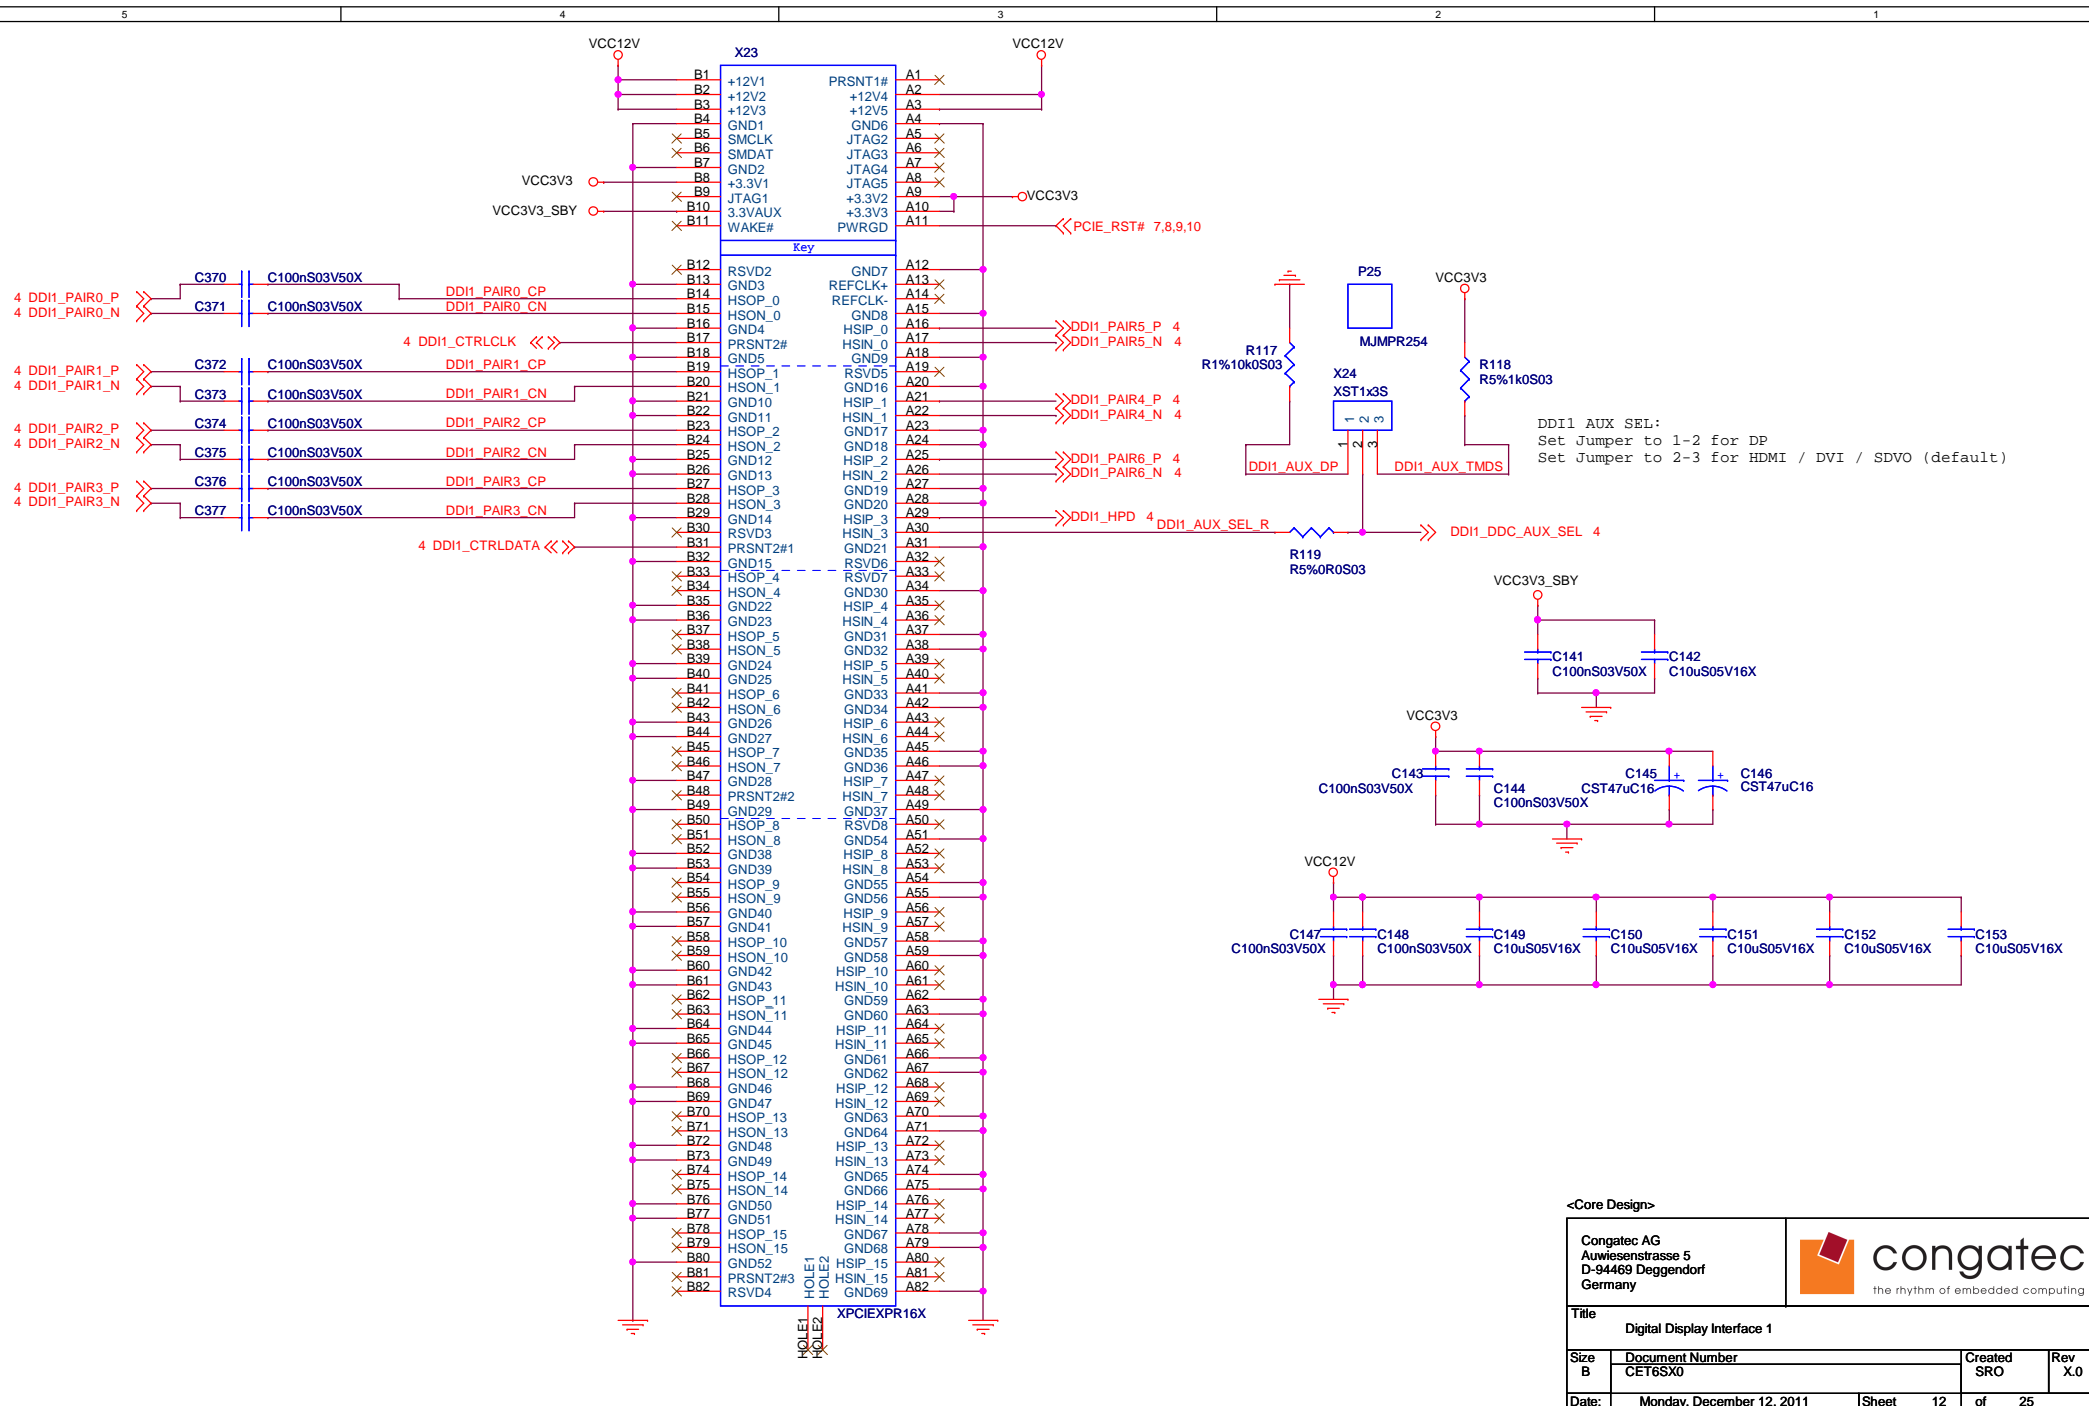 5 4 3 2 1
VCC12V
X23
VCC12V
B1 +12V1 PRSNT1# A1
B2 +12V2 +12V4 A2
B3 +12V3 +12V5 A3
B4 GND1 GND6 A4
B5 SMCLK JTAG2 A5
B6 SMDAT JTAG3 A6
B7 GND2 JTAG4 A7
VCC3V3 B8 +3.3V1 JTAG5 A8
B9 JTAG1 +3.3V2 A9 VCC3V3
VCC3V3_SBY B10 3.3VAUX +3.3V3 A10
B11 WAKE# PWRGD A11 PCIE_RST# 7,8,9,10
Key
B12 RSVD2 GND7 A12
C370 C100nS03V50X B13 GND3 REFCLK+ A13
4 DDI1_PAIR0_P DDI1_PAIR0_CP B14 HSOP_0 REFCLK- A14
4 DDI1_PAIR0_N C371 C100nS03V50X DDI1_PAIR0_CN B15 HSON_0 GND8 A15
B16 GND4 HSIP_0 A16 DDI1_PAIR5_P 4
4 DDI1_CTRLCLK B17 PRSNT2# HSIN_0 A17 DDI1_PAIR5_N 4
B18 GND5 GND9 A18
4 DDI1_PAIR1_P C372 C100nS03V50X DDI1_PAIR1_CP B19 HSOP_1 RSVD5 A19
4 DDI1_PAIR1_N B20 HSON_1 GND16 A20
C373 C100nS03V50X DDI1_PAIR1_CN B21 GND10 HSIP_1 A21 DDI1_PAIR4_P 4
B22 GND11 HSIN_1 A22 DDI1_PAIR4_N 4
4 DDI1_PAIR2_P C374 C100nS03V50X DDI1_PAIR2_CP B23 HSOP_2 GND17 A23
4 DDI1_PAIR2_N B24 HSON_2 GND18 A24
C375 C100nS03V50X DDI1_PAIR2_CN B25 GND12 HSIP_2 A25 DDI1_PAIR6_P 4
B26 GND13 HSIN_2 A26 DDI1_PAIR6_N 4
4 DDI1_PAIR3_P C376 C100nS03V50X DDI1_PAIR3_CP B27 HSOP_3 GND19 A27
4 DDI1_PAIR3_N B28 HSON_3 GND20 A28
C377 C100nS03V50X DDI1_PAIR3_CN B29 GND14 HSIP_3 A29 DDI1_HPD 4
B30 RSVD3 HSIN_3 A30 DDI1_AUX_SEL_R
4 DDI1_CTRLDATA B31 PRSNT2#1 GND21 A31
B32 GND15 RSVD6 A32
B33 HSOP_4 RSVD7 A33
B34 HSON_4 GND30 A34
B35 GND22 HSIP_4 A35
B36 GND23 HSIN_4 A36
B37 HSOP_5 GND31 A37
B38 HSON_5 GND32 A38
B39 GND24 HSIP_5 A39
B40 GND25 HSIN_5 A40
B41 HSOP_6 GND33 A41
B42 HSON_6 GND34 A42
B43 GND26 HSIP_6 A43
B44 GND27 HSIN_6 A44
B45 HSOP_7 GND35 A45
B46 HSON_7 GND36 A46
B47 GND28 HSIP_7 A47
B48 PRSNT2#2 HSIN_7 A48
B49 GND29 GND37 A49
B50 HSOP_8 RSVD8 A50
B51 HSON_8 GND54 A51
B52 GND38 HSIP_8 A52
B53 GND39 HSIN_8 A53
B54 HSOP_9 GND55 A54
B55 HSON_9 GND56 A55
B56 GND40 HSIP_9 A56
B57 GND41 HSIN_9 A57
B58 HSOP_10 GND57 A58
B59 HSON_10 GND58 A59
B60 GND42 HSIP_10 A60
B61 GND43 HSIN_10 A61
B62 HSOP_11 GND59 A62
B63 HSON_11 GND60 A63
B64 GND44 HSIP_11 A64
B65 GND45 HSIN_11 A65
B66 HSOP_12 GND61 A66
B67 HSON_12 GND62 A67
B68 GND46 HSIP_12 A68
B69 GND47 HSIN_12 A69
B70 HSOP_13 GND63 A70
B71 HSON_13 GND64 A71
B72 GND48 HSIP_13 A72
B73 GND49 HSIN_13 A73
B74 HSOP_14 GND65 A74
B75 HSON_14 GND66 A75
B76 GND50 HSIP_14 A76
B77 GND51 HSIN_14 A77
B78 HSOP_15 GND67 A78
B79 HSON_15 GND68 A79
B80 GND52 HSIP_15 A80
B81 PRSNT2#3 HSIN_15 A81
B82 RSVD4 GND69 A82
HOLE1
HOLE2
XPCIEXPR16X
HOLE1
HOLE2
P25
MJMPR254
VCC3V3
R117
R1%10k0S03
X24
XST1x3S
1 2 3
1 2 3
R118
R5%1k0S03
DDI1_AUX_DP
DDI1_AUX_TMDS
DDI1 AUX SEL:
Set Jumper to 1-2 for DP
Set Jumper to 2-3 for HDMI / DVI / SDVO (default)
DDI1_DDC_AUX_SEL 4
R119
R5%0R0S03
VCC3V3_SBY
C141
C100nS03V50X
C142
C10uS05V16X
VCC3V3
C143
C100nS03V50X
C144
C100nS03V50X
C145
CST47uC16
+
+
C146
CST47uC16
VCC12V
C147
C100nS03V50X
C148
C100nS03V50X
C149
C10uS05V16X
C150
C10uS05V16X
C151
C10uS05V16X
C152
C10uS05V16X
C153
C10uS05V16X
<Core Design>
Congatec AG
Auwiesenstrasse 5
D-94469 Deggendorf
Germany
congatec
the rhythm of embedded computing
Title
Digital Display Interface 1
Size Document Number Created Rev
B CET6SX0 SRO X.0
Date: Monday, December 12, 2011 Sheet 12 of 25